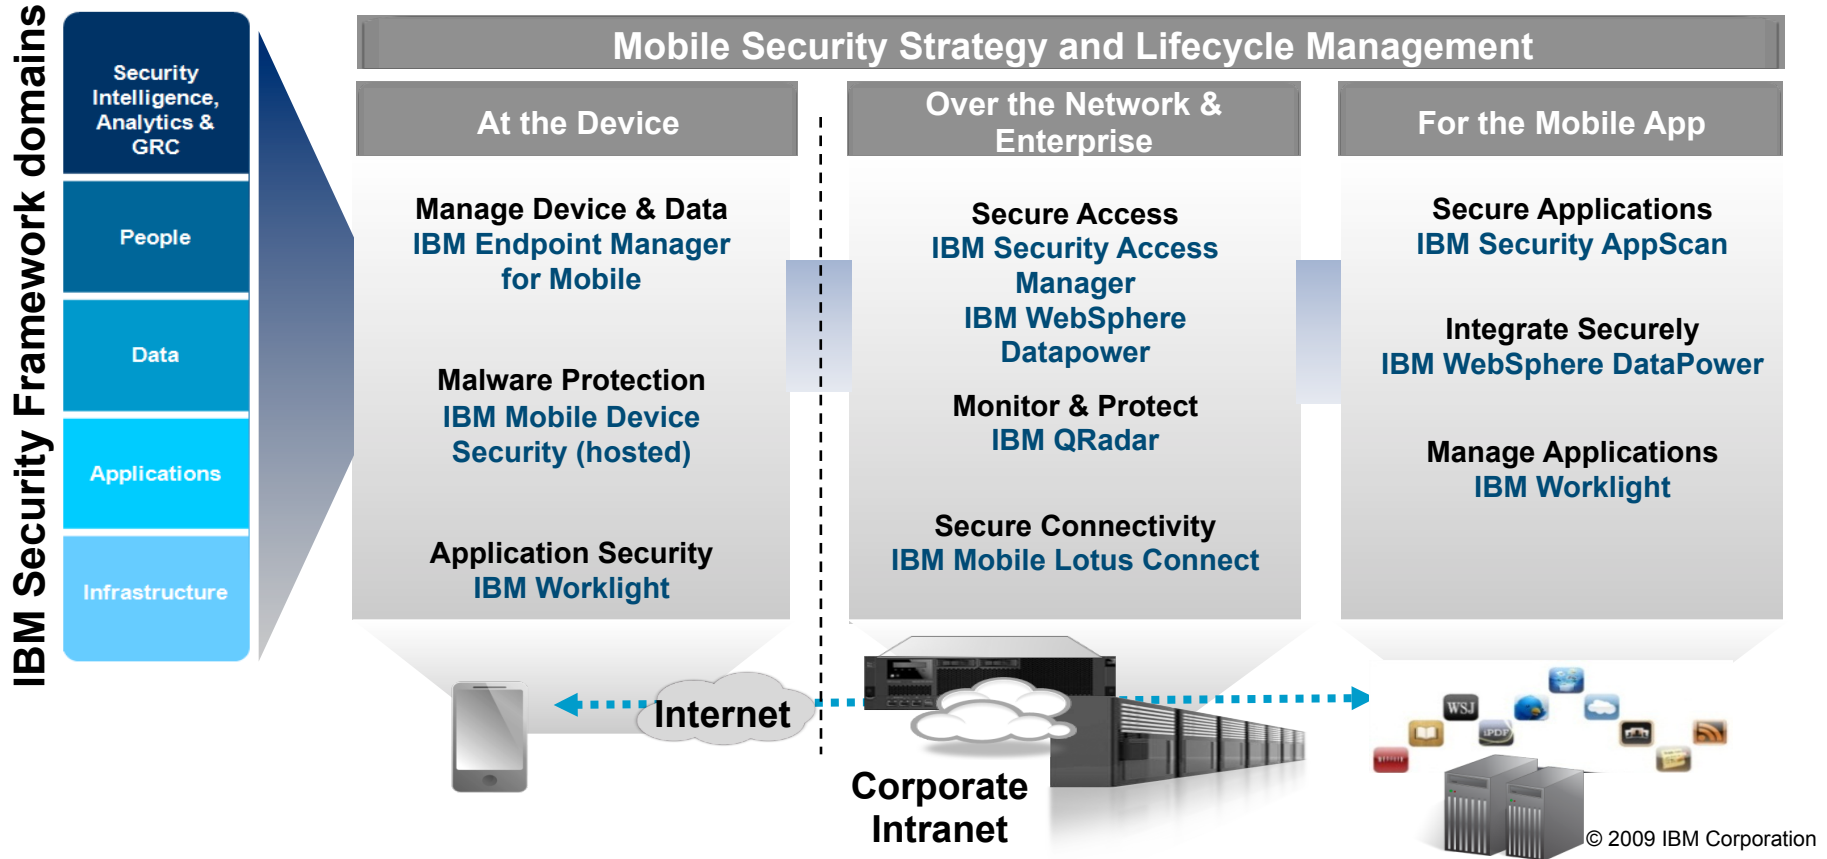 IBM Security Framework domains
Security
Intelligence,
Analytics &
GRC
People
Data
Applications
Infrastructure
Mobile Security Strategy and Lifecycle Management
At the Device
Manage Device & Data
IBM Endpoint Manager
for Mobile
Malware Protection
IBM Mobile Device
Security (hosted)
Application Security
IBM Worklight
Over the Network &
Enterprise
Secure Access
IBM Security Access
Manager
IBM WebSphere
Datapower
Monitor & Protect
IBM QRadar
Secure Connectivity
IBM Mobile Lotus Connect
For the Mobile App
Secure Applications
IBM Security AppScan
Integrate Securely
IBM WebSphere DataPower
Manage Applications
IBM Worklight
Internet
Corporate
Intranet
WSJ
iPDF
© 2009 IBM Corporation